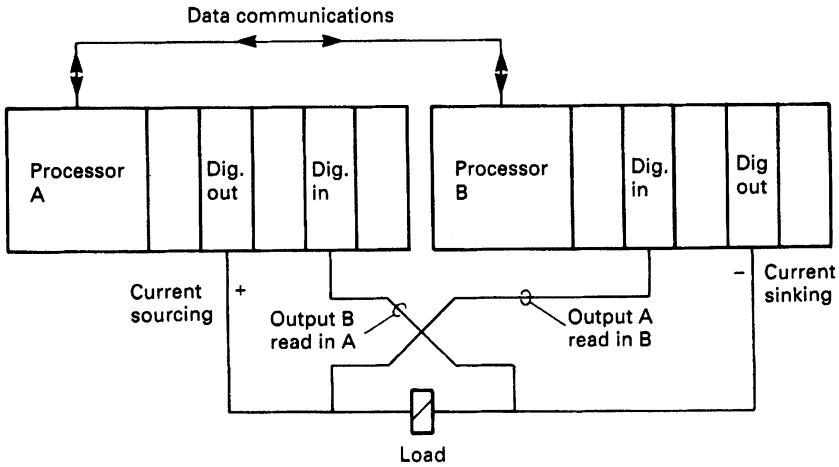 Data communications
Processor
A
Dig.
out
Dig.
in
Processor
B
Dig.
in
Dig
out
Current
sourcing
+
Output B
read in A
Output A
read in B
−
Current
sinking
Load